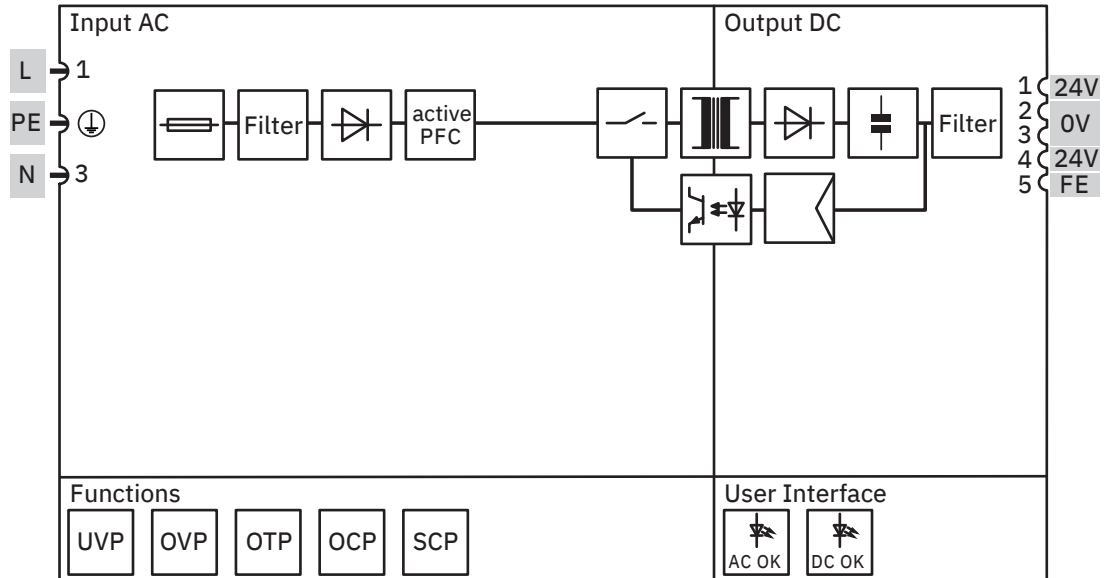 Input AC
Output DC
L
1
PE
N
3
Filter
active
PFC
Filter
1
24V
2
0V
3
4
24V
5
FE
Functions
User Interface
UVP
OVP
OTP
OCP
SCP
AC OK
DC OK